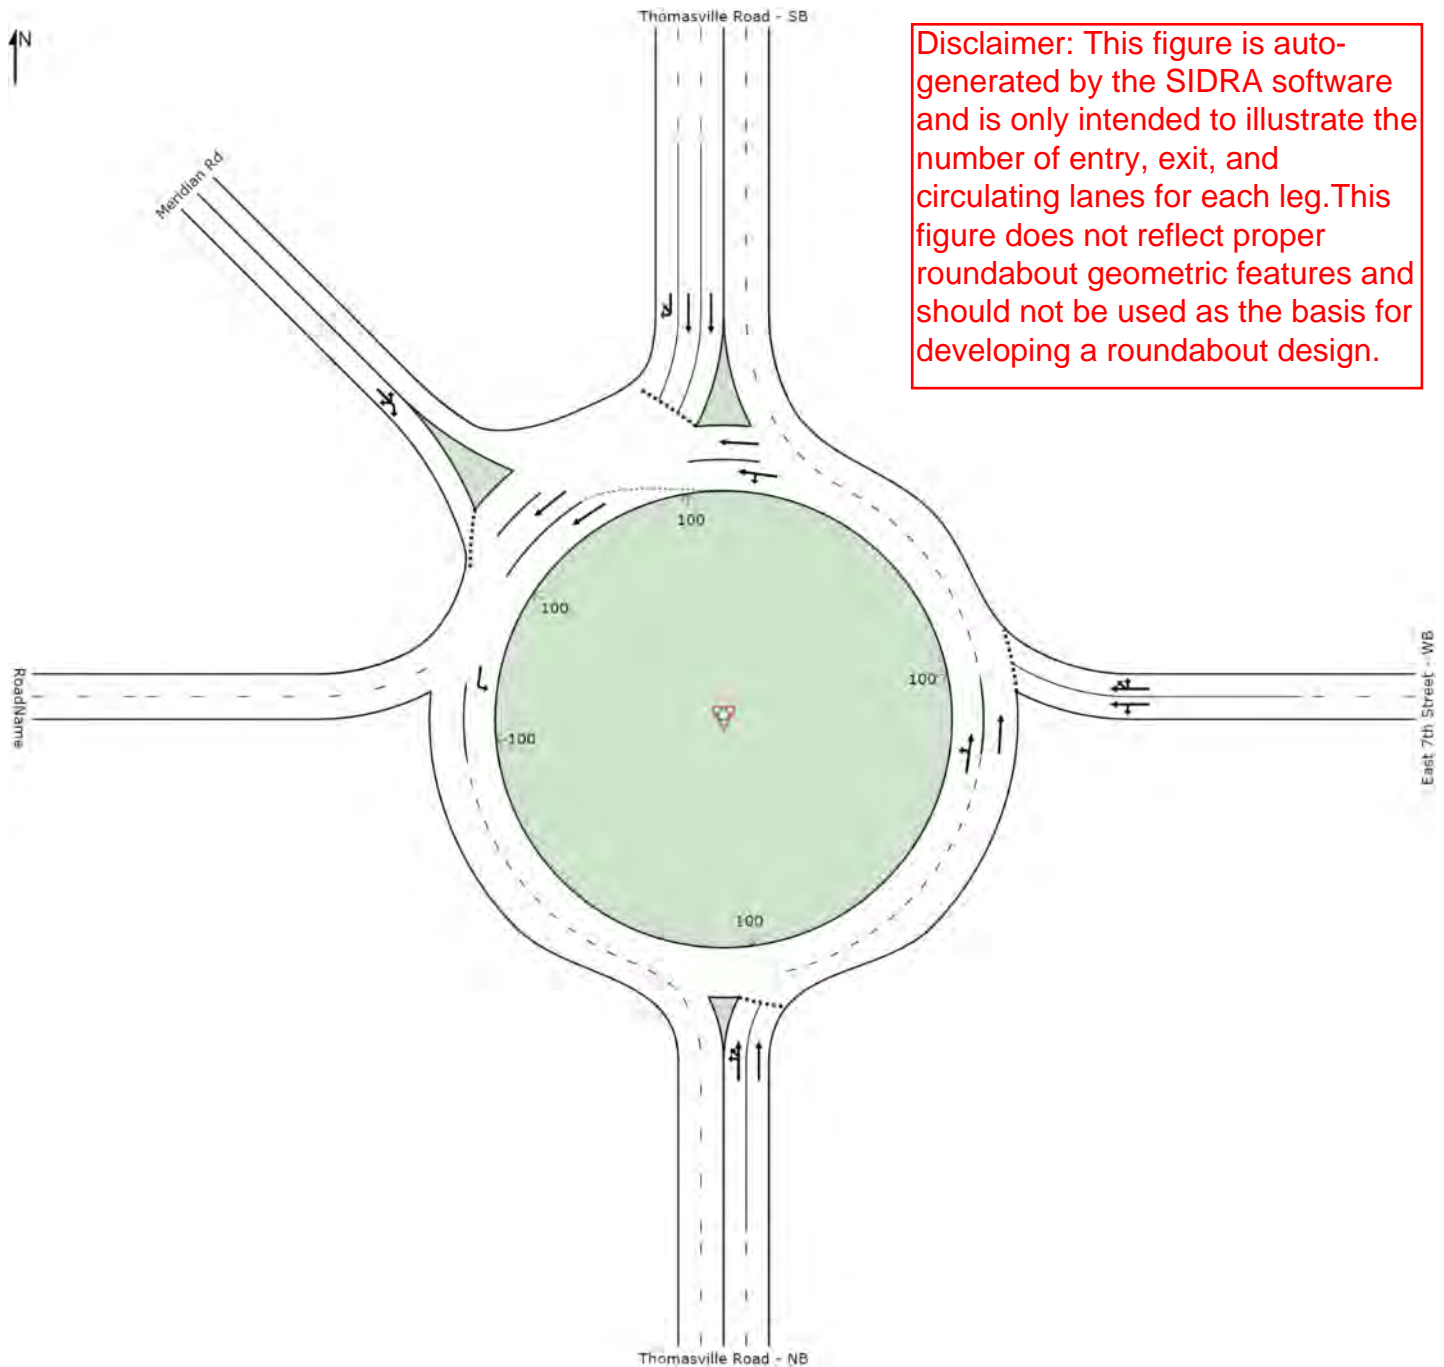 Thomasville Road - SB
N
Disclaimer: This figure is auto-
generated by the SIDRA software
and is only intended to illustrate the
number of entry, exit, and
circulating lanes for each leg.This
figure does not reflect proper
roundabout geometric features and
should not be used as the basis for
developing a roundabout design.
Meridian Rd
100
100
100
100
100
RoadName
East 7th Street - WB
Thomasville Road - NB